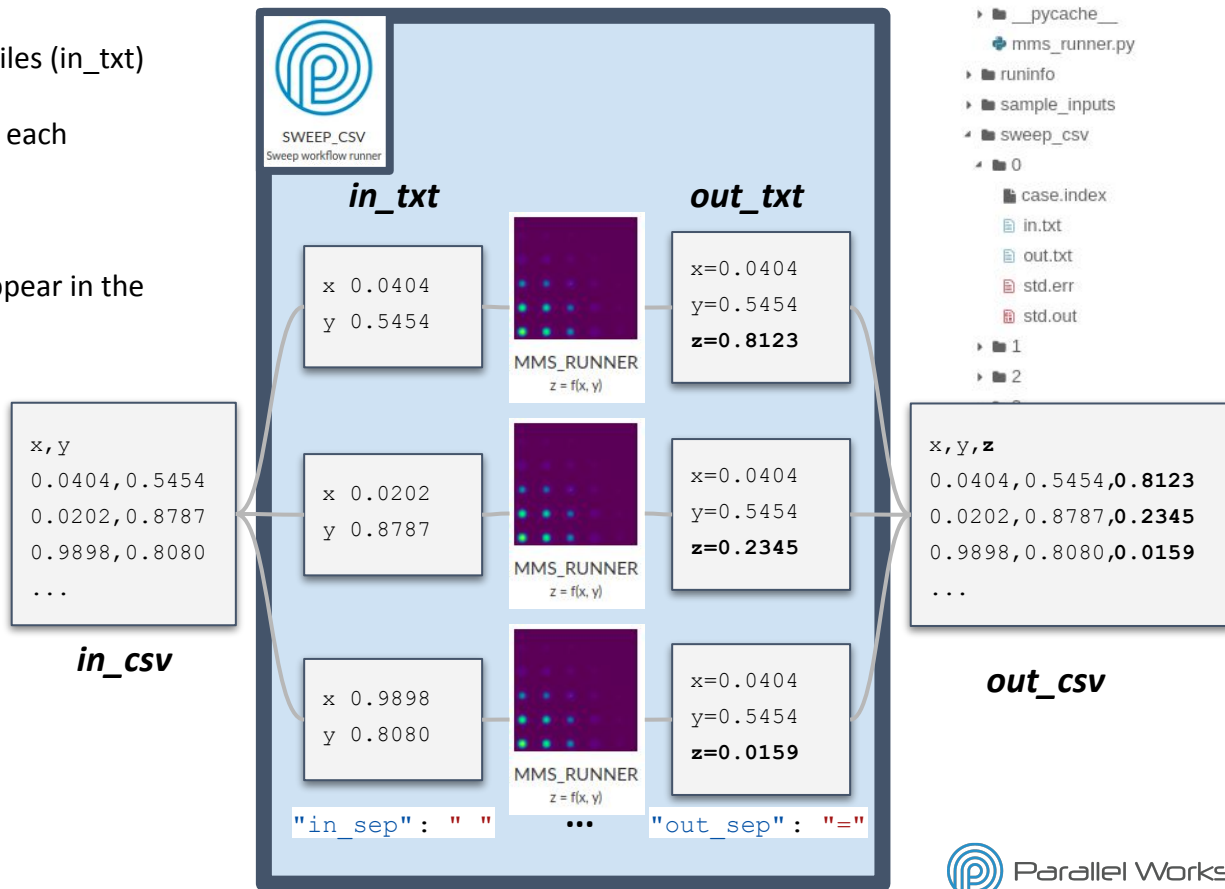 iles (in_txt)
each
pear in the
SWEEP_CSV
Sweep workflow runner
in_txt
out_txt
x 0.0404
y 0.5454
MMS_RUNNER
z = f(x, y)
x=0.0404
y=0.5454
z=0.8123
x 0.0202
y 0.8787
MMS_RUNNER
z = f(x, y)
x=0.0404
y=0.5454
z=0.2345
x 0.9898
y 0.8080
MMS_RUNNER
z = f(x, y)
x=0.0404
y=0.5454
z=0.0159
"in_sep": " "
...
"out_sep": "="
x,y
0.0404,0.5454
0.0202,0.8787
0.9898,0.8080
...
in_csv
__pycache__
mms_runner.py
runinfo
sample_inputs
sweep_csv
0
case.index
in.txt
out.txt
std.err
std.out
1
2
x,y,z
0.0404,0.5454,0.8123
0.0202,0.8787,0.2345
0.9898,0.8080,0.0159
...
out_csv
Parallel Works